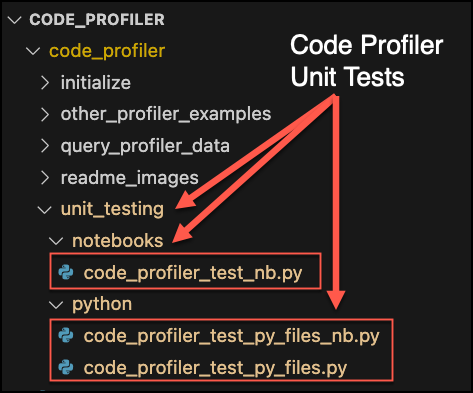 CODE_PROFILER
code_profiler
Code Profiler
Unit Tests
initialize
other_profiler_examples
query_profiler_data
readme_images
unit_testing
notebooks
code_profiler_test_nb.py
python
code_profiler_test_py_files_nb.py
code_profiler_test_py_files.py